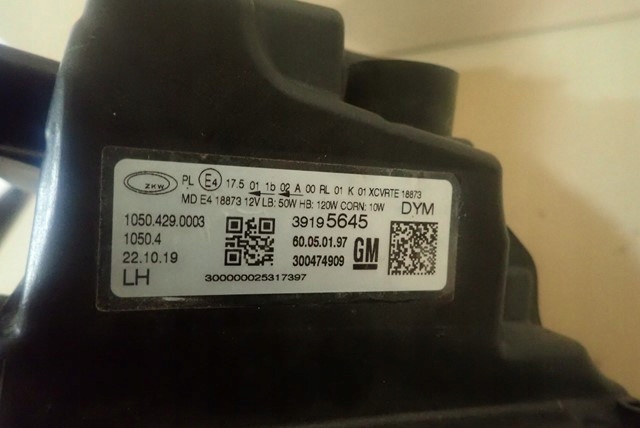 ZKW PL E4 17.5 01 1b 02 A 00 RL 01 K 01 XCVRTE 18873
MD E4 18873 12V LB: 50W HB: 120W CORN: 10W DYM
1050.429.0003 39195645
1050.4 60.05.01.97
22.10.19 300474909 GM
LH 300000025317397